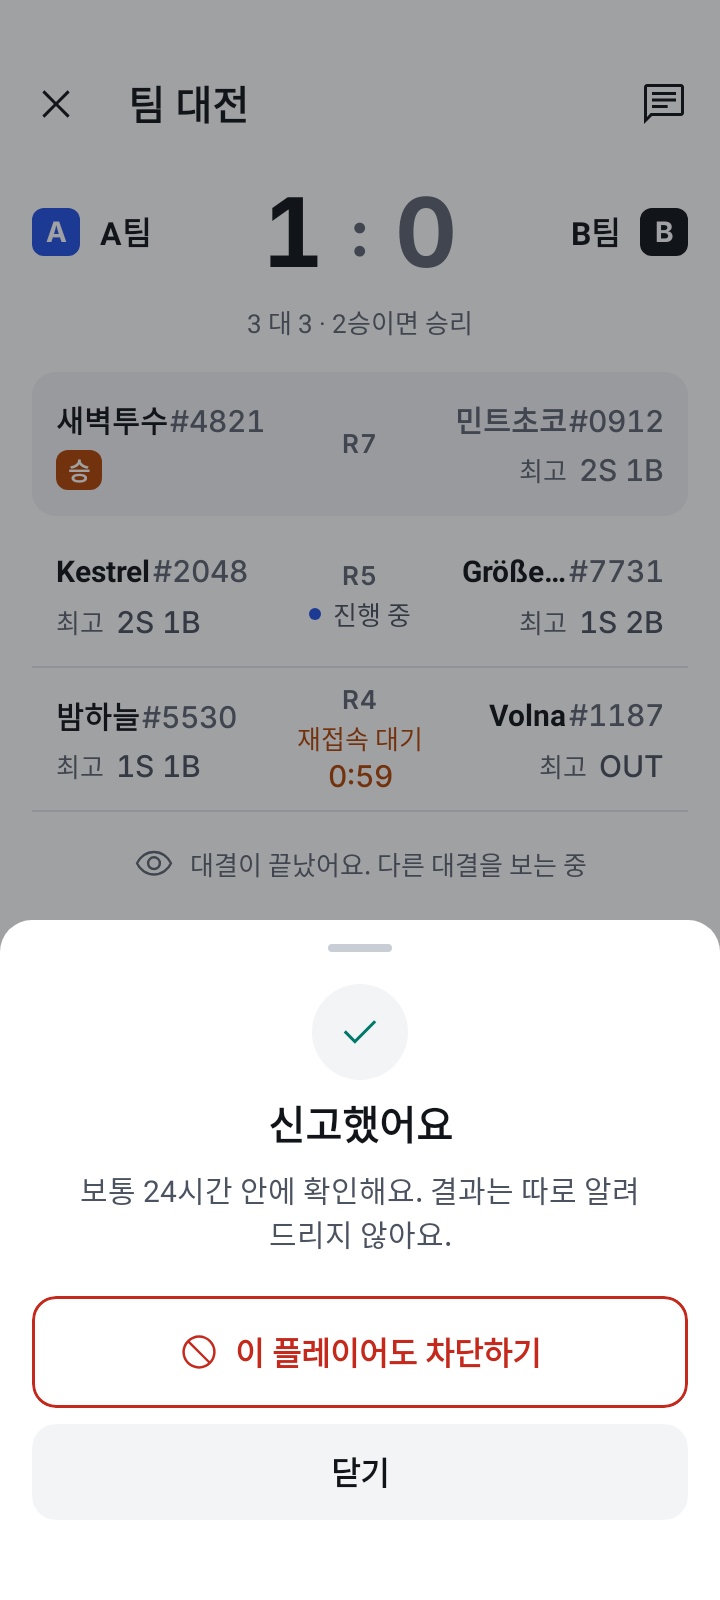 팀 대전
A A팀 1 : 0 B팀 B
3 대 3 · 2승이면 승리
새벽투수#4821 R7 민트초코#0912
승 최고 2S 1B
Kestrel#2048 R5 Größe…#7731
최고 2S 1B 진행 중 최고 1S 2B
밤하늘#5530 R4 Volna#1187
재접속 대기
최고 1S 1B 0:59 최고 OUT
대결이 끝났어요. 다른 대결을 보는 중
신고했어요
보통 24시간 안에 확인해요. 결과는 따로 알려
드리지 않아요.
이 플레이어도 차단하기
닫기